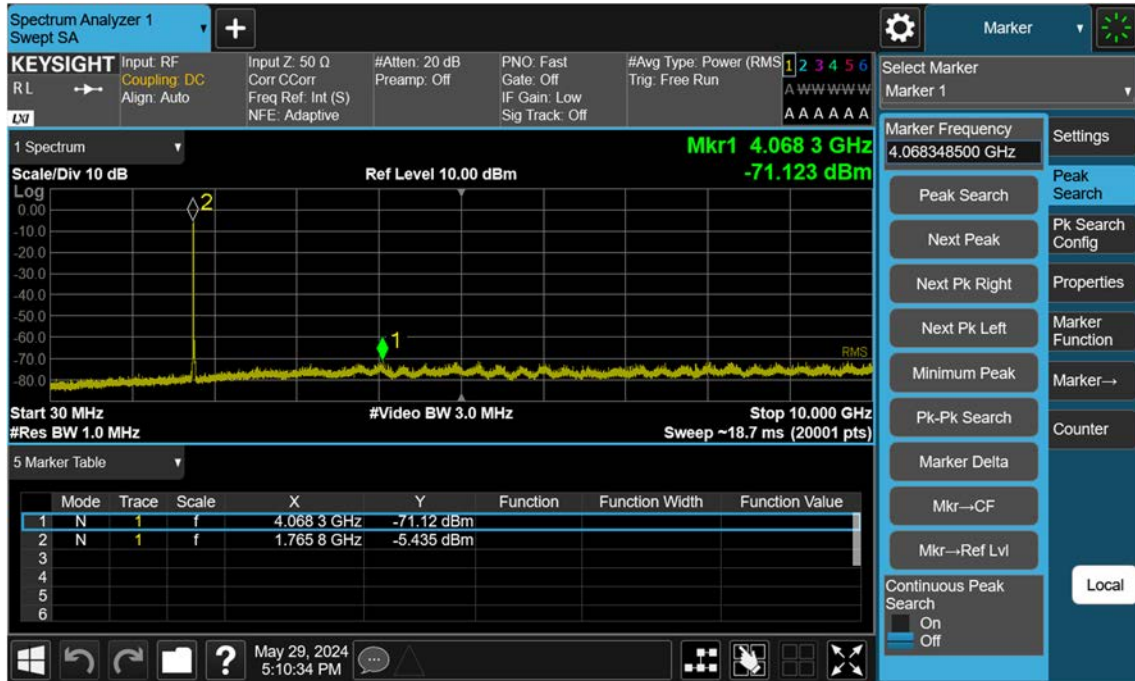 Spectrum Analyzer 1
Swept SA
+
Marker
KEYSIGHT
R L
LXI
Input: RF
Coupling: DC
Align: Auto
Input Z: 50 Ω
Corr CCorr
Freq Ref: Int (S)
NFE: Adaptive
#Atten: 20 dB
Preamp: Off
PNO: Fast
Gate: Off
IF Gain: Low
Sig Track: Off
#Avg Type: Power (RMS
Trig: Free Run
1 2 3 4 5 6
A W W W W W
A A A A A A
Select Marker
Marker 1
1 Spectrum
Mkr1 4.068 3 GHz
Scale/Div 10 dB
Ref Level 10.00 dBm
-71.123 dBm
Log
0.00
-10.0
-20.0
-30.0
-40.0
-50.0
-60.0
-70.0
-80.0
2
1
RMS
Start 30 MHz
#Video BW 3.0 MHz
Stop 10.000 GHz
#Res BW 1.0 MHz
Sweep ~18.7 ms (20001 pts)
5 Marker Table
Mode Trace Scale X Y Function Function Width Function Value
1 N 1 f 4.068 3 GHz -71.12 dBm
2 N 1 f 1.765 8 GHz -5.435 dBm
3
4
5
6
Marker Frequency
4.068348500 GHz
Peak Search
Next Peak
Next Pk Right
Next Pk Left
Minimum Peak
Pk-Pk Search
Marker Delta
Mkr→CF
Mkr→Ref Lvl
Continuous Peak
Search
On
Off
Settings
Peak
Search
Pk Search
Config
Properties
Marker
Function
Marker→
Counter
Local
?
May 29, 2024
5:10:34 PM